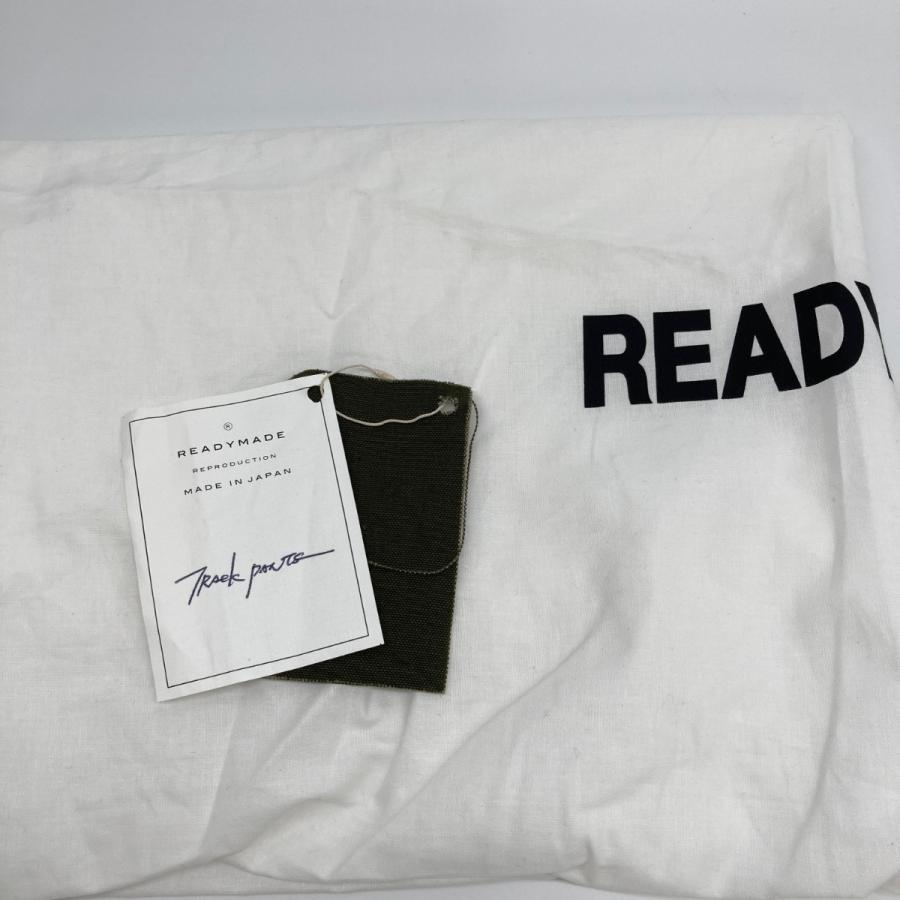 READY
®
READYMADE
REPRODUCTION
MADE IN JAPAN
Track pants